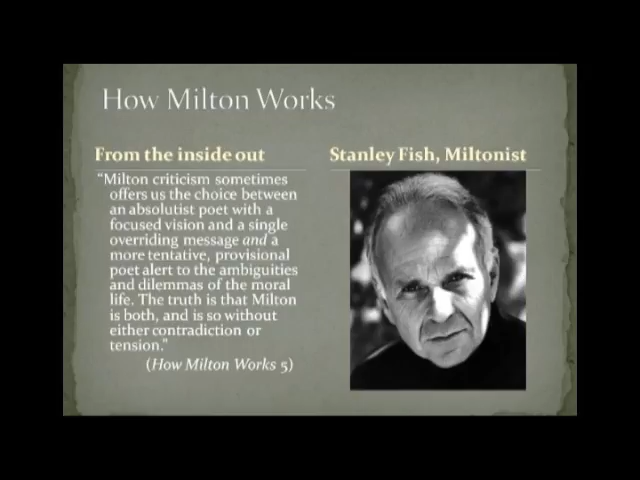 How Milton Works
From the inside out
Stanley Fish, Miltonist
“Milton criticism sometimes
offers us the choice between
an absolutist poet with a
focused vision and a single
overriding message and a
more tentative, provisional
poet alert to the ambiguities
and dilemmas of the moral
life. The truth is that Milton
is both, and is so without
either contradiction or
tension.”
(How Milton Works 5)